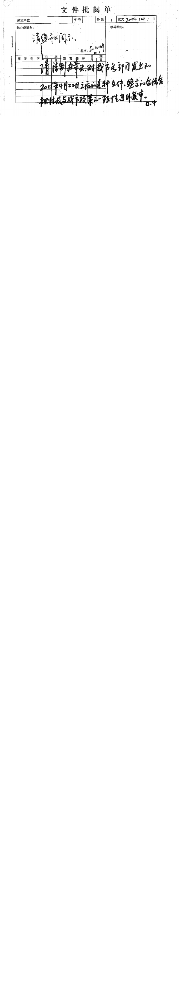 文件批阅单
来文单位 字号 份数 1 收文 2017年 12月 1 日
批办或拟办： 领导批办：
请 市长阅示。
签字：
12.1
阅者签字 日期 阅者签字 日期
月 日 月 日
请法制办牵头，对我市各部门发出的
2015年4月22日之后的各种文件、签字的合法合
规性及与我市政策的一致性进行复审。
12.4